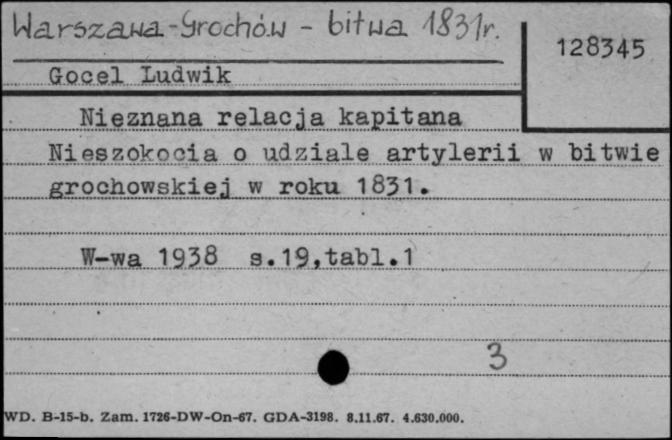 Warszawa-Grochów - bitwa 1831r.
128345
Gocel Ludwik
Nieznana relacja kapitana
Nieszokocia o udziale artylerii w bitwie
grochowskiej w roku 1831.
W-wa 1938 s.19,tabl.1
3
WD. B-15-b. Zam. 1726-DW-On-67. GDA-3198. 8.11.67. 4.630.000.